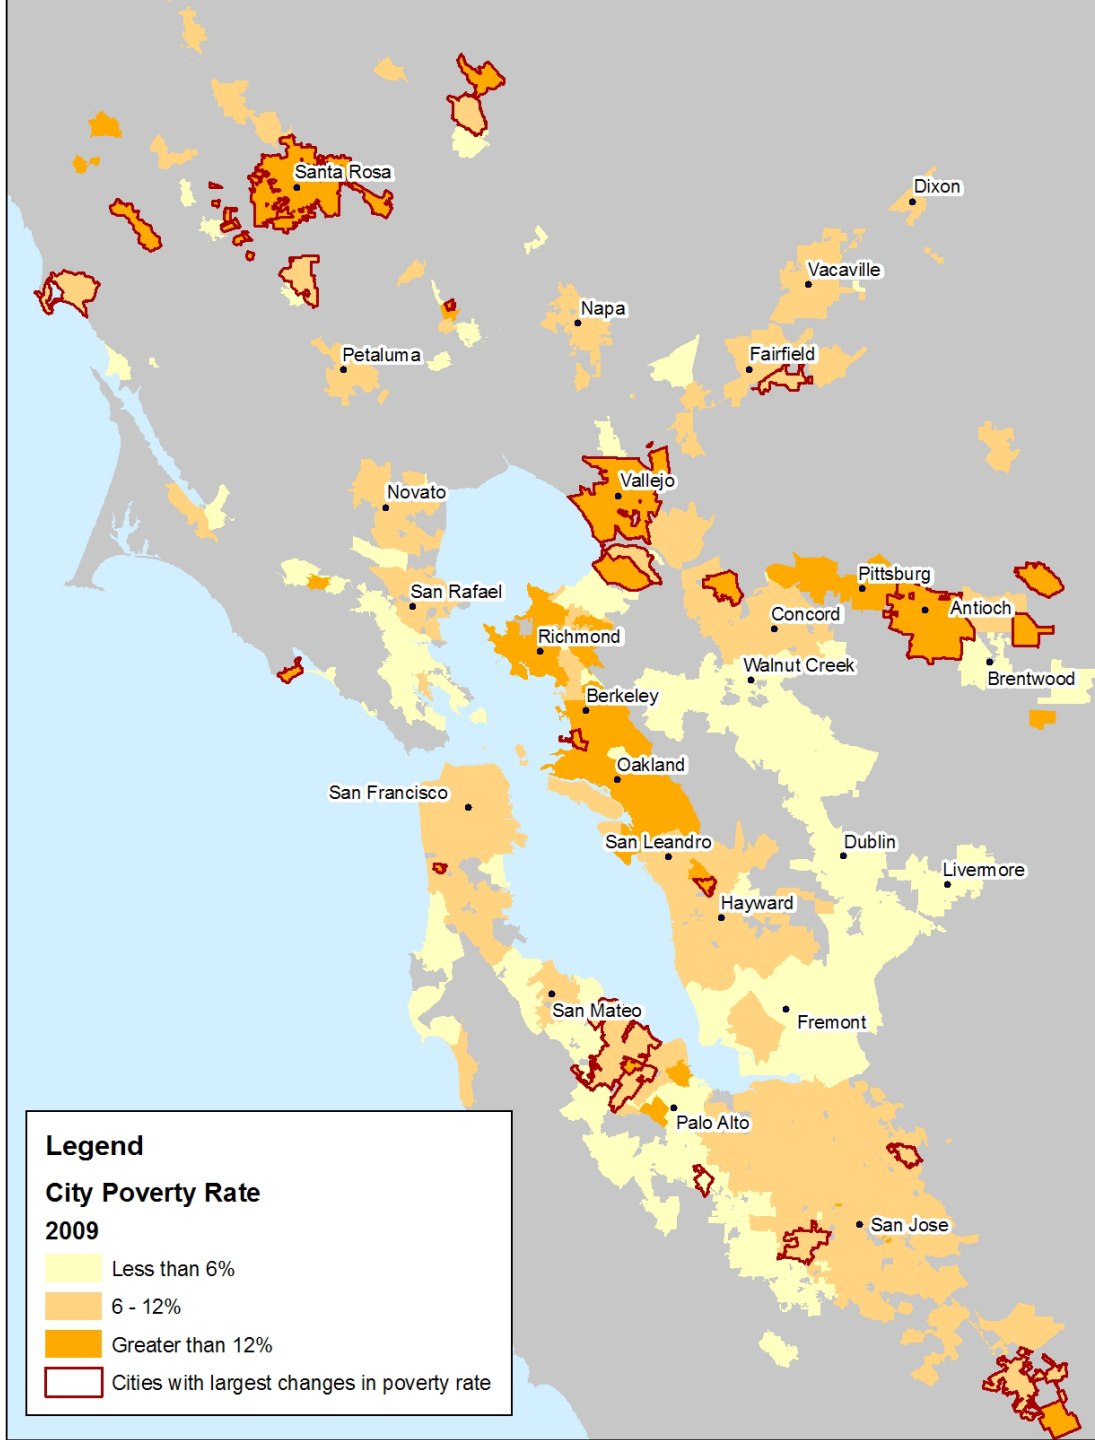 Santa Rosa
Dixon
Vacaville
Napa
Petaluma
Fairfield
Vallejo
Novato
Pittsburg
San Rafael
Antioch
Concord
Richmond
Walnut Creek
Brentwood
Berkeley
Oakland
San Francisco
San Leandro
Dublin
Livermore
Hayward
San Mateo
Fremont
Palo Alto
San Jose
Legend
City Poverty Rate
2009
Less than 6%
6 - 12%
Greater than 12%
Cities with largest changes in poverty rate